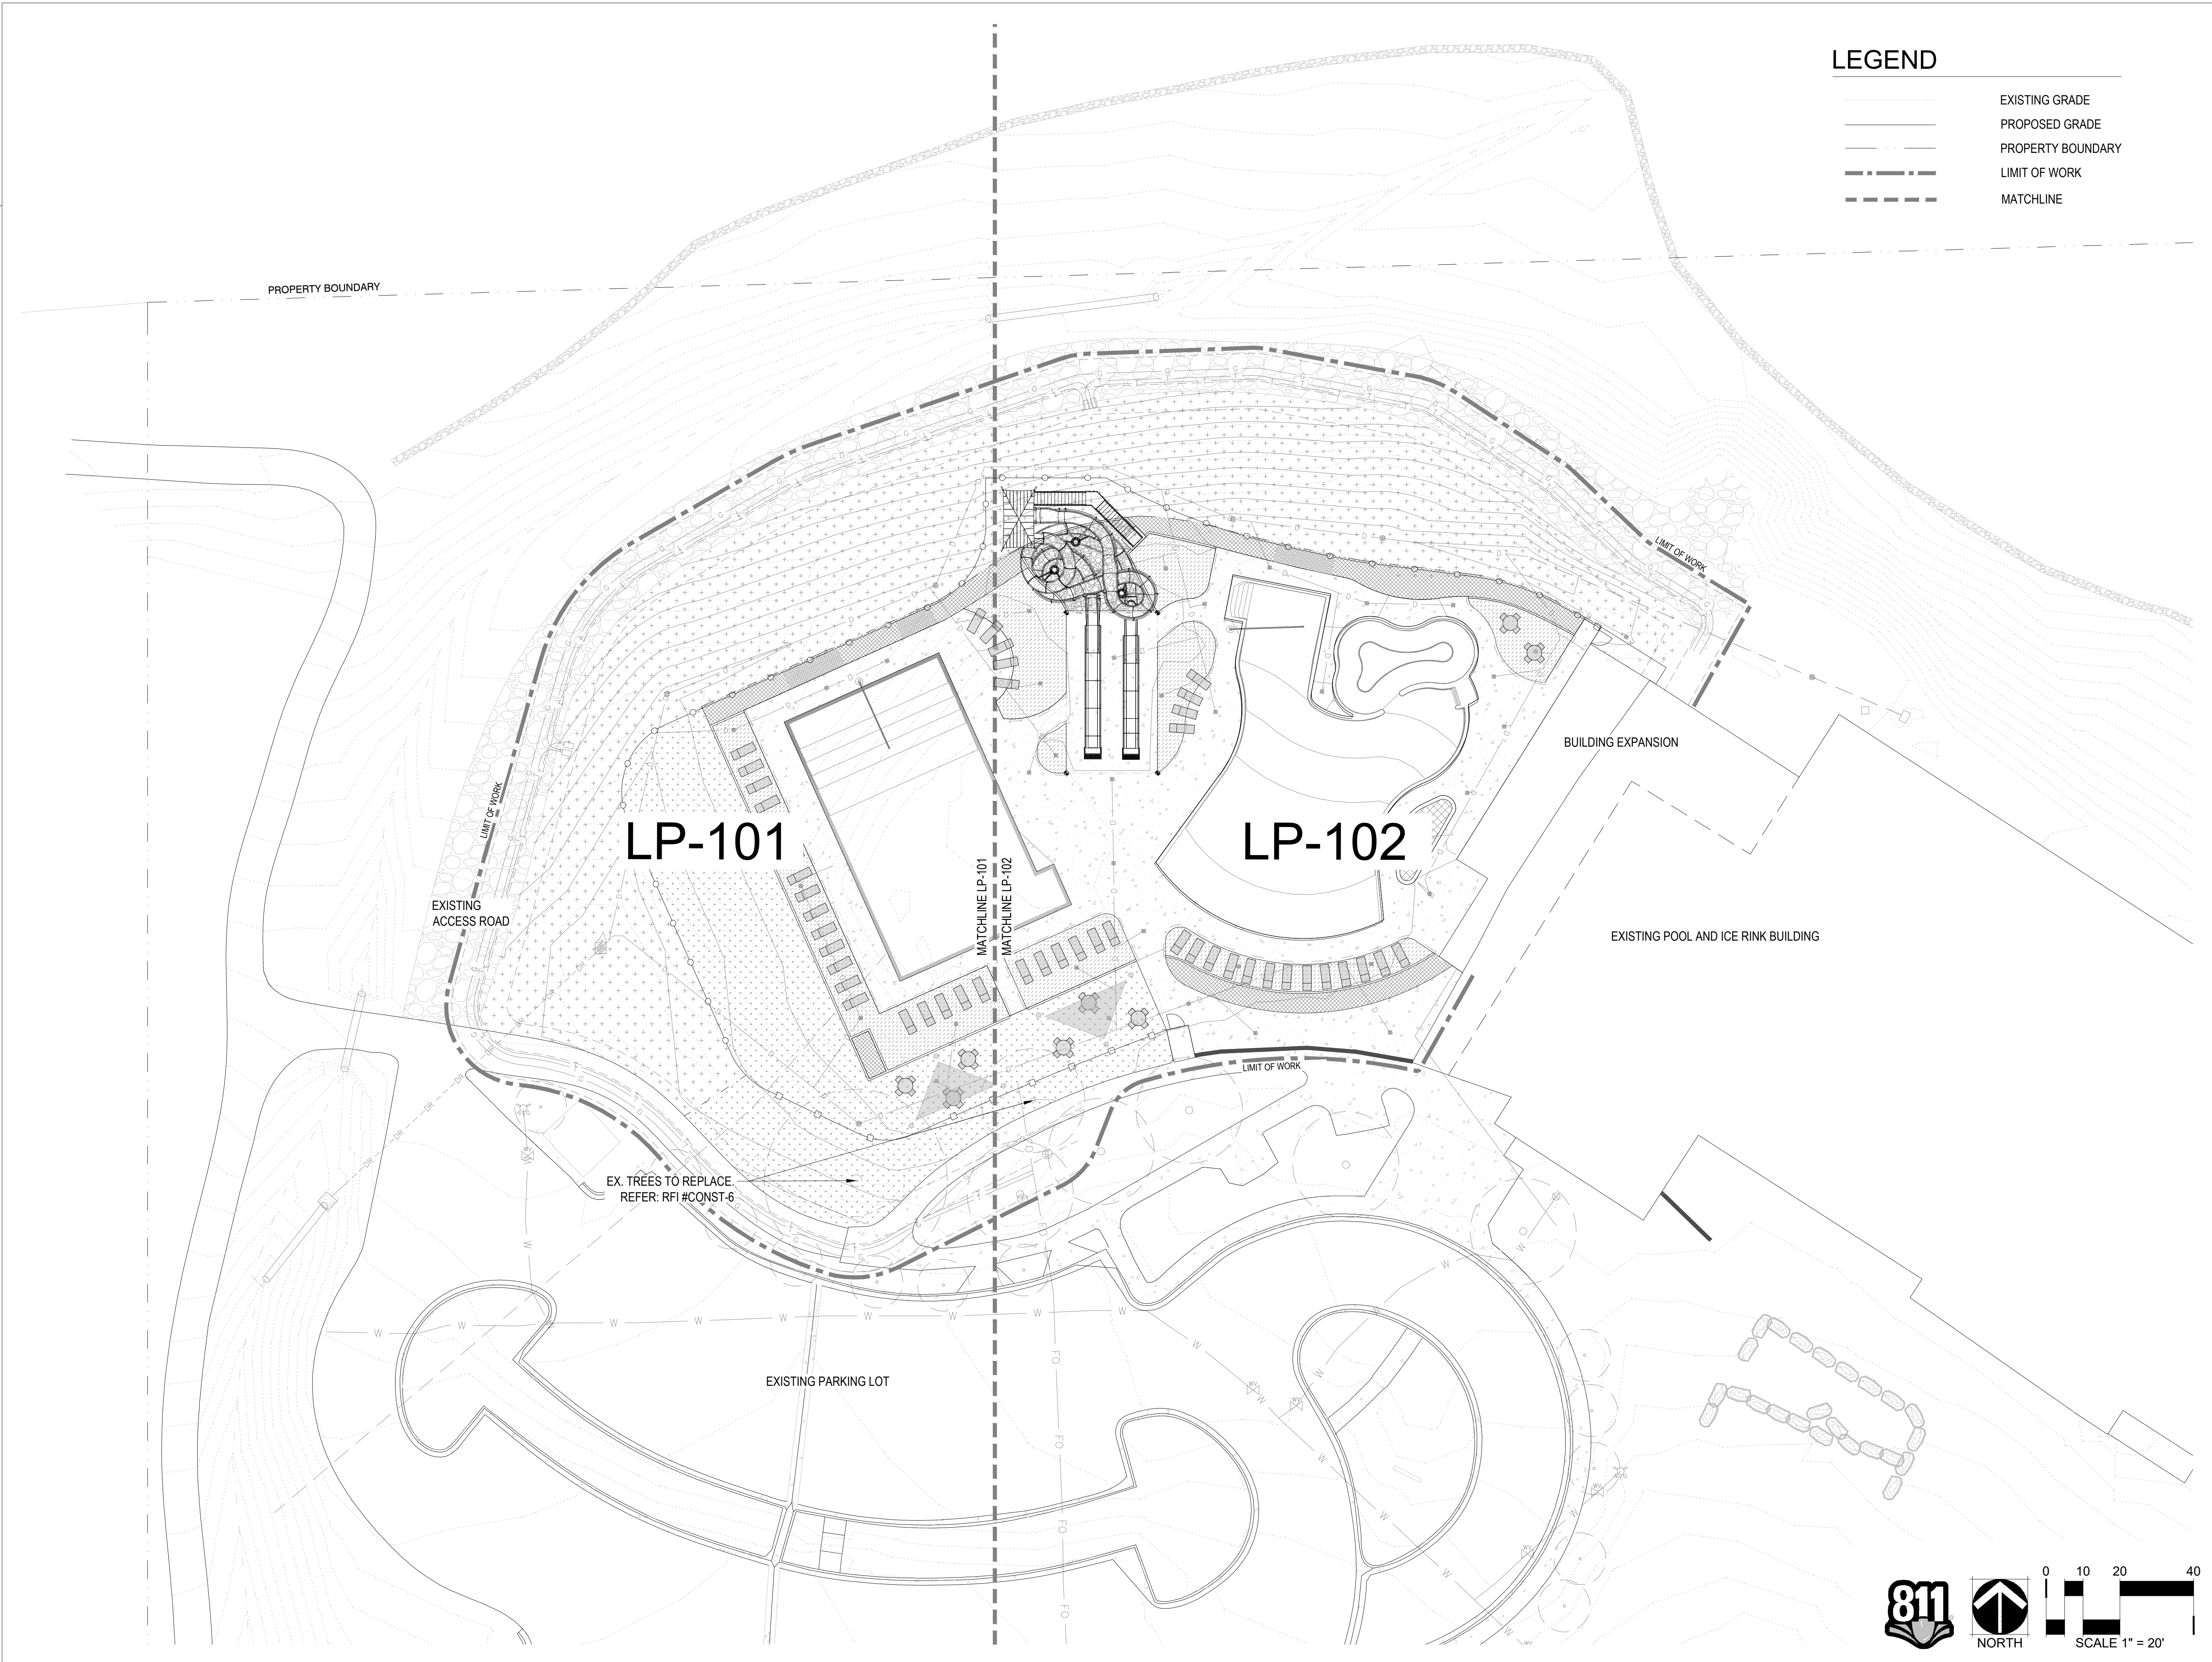 LEGEND
EXISTING GRADE
PROPOSED GRADE
PROPERTY BOUNDARY
LIMIT OF WORK
MATCHLINE
PROPERTY BOUNDARY
LIMIT OF WORK
BUILDING EXPANSION
LIMIT OF WORK
LP-101
LP-102
MATCHLINE LP-101
MATCHLINE LP-102
EXISTING
ACCESS ROAD
EXISTING POOL AND ICE RINK BUILDING
LIMIT OF WORK
EX. TREES TO REPLACE.
REFER: RFI #CONST-6
EXISTING PARKING LOT
811
NORTH
0 10 20 40
SCALE 1" = 20'